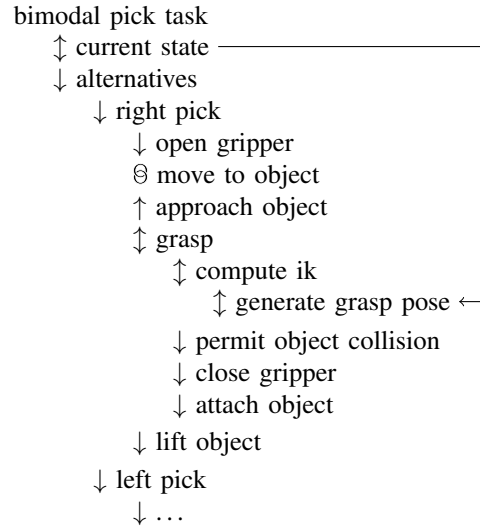 bimodal pick task
↕ current state
↓ alternatives
↓ right pick
↓ open gripper
move to object
↑ approach object
↕ grasp
↕ compute ik
↕ generate grasp pose ←
↓ permit object collision
↓ close gripper
↓ attach object
↓ lift object
↓ left pick
↓ ...